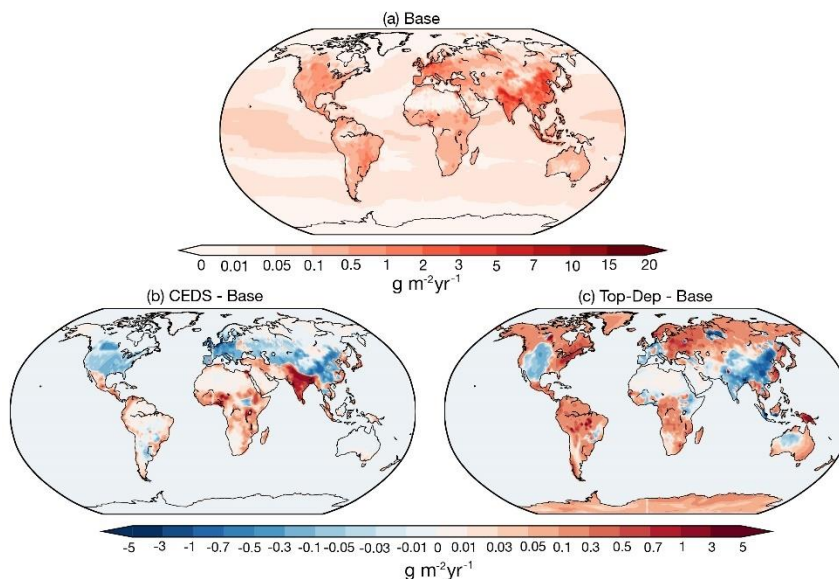 (a) Base
0 0.01 0.05 0.1 0.5 1 2 3 5 7 10 15 20
g m⁻²yr⁻¹
(b) CEDS - Base
(c) Top-Dep - Base
-5 -3 -1 -0.7 -0.5 -0.3 -0.1 -0.05 -0.03 -0.01 0 0.01 0.03 0.05 0.1 0.3 0.5 0.7 1 3 5
g m⁻²yr⁻¹